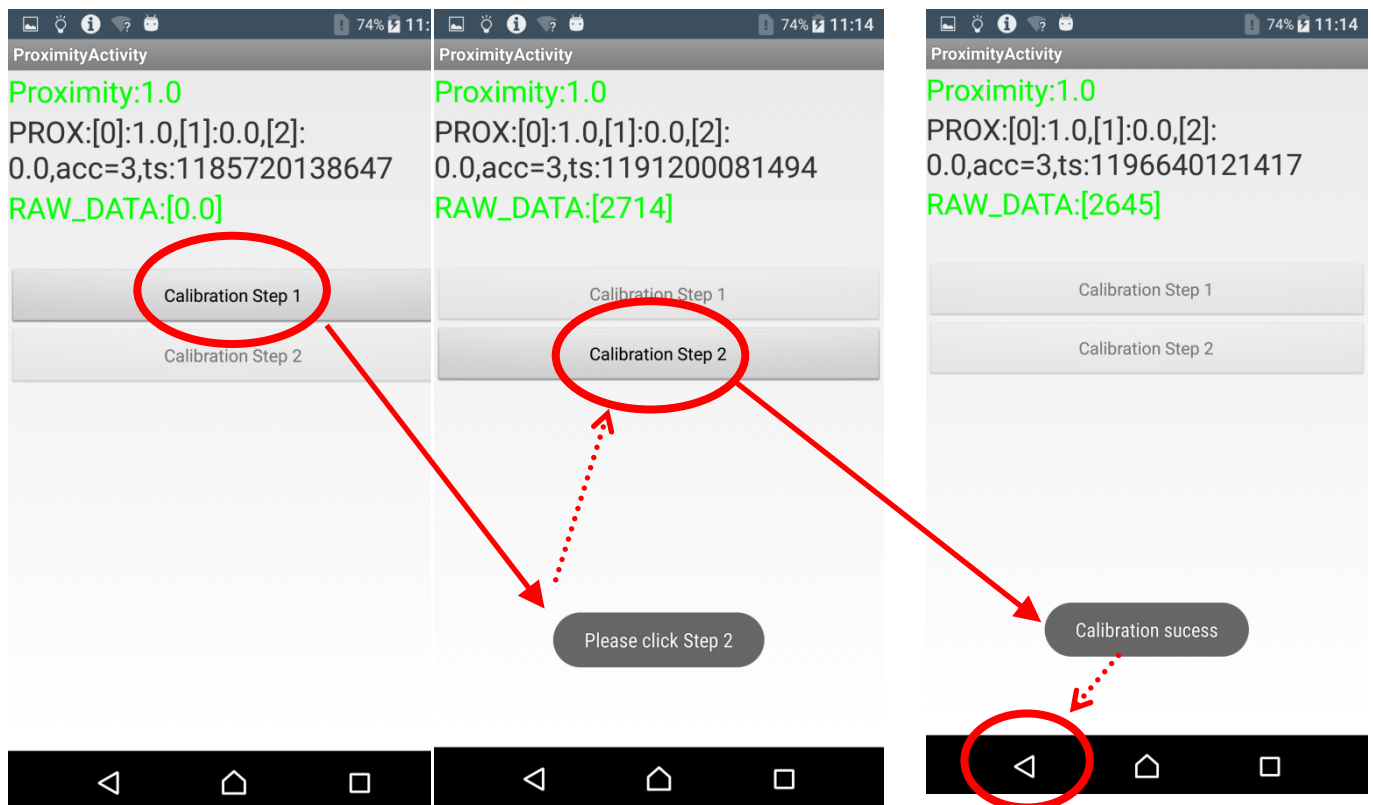 74% 11:
ProximityActivity
Proximity:1.0
PROX:[0]:1.0,[1]:0.0,[2]:
0.0,acc=3,ts:1185720138647
RAW_DATA:[0.0]
Calibration Step 1
Calibration Step 2
74% 11:14
ProximityActivity
Proximity:1.0
PROX:[0]:1.0,[1]:0.0,[2]:
0.0,acc=3,ts:1191200081494
RAW_DATA:[2714]
Calibration Step 1
Calibration Step 2
Please click Step 2
74% 11:14
ProximityActivity
Proximity:1.0
PROX:[0]:1.0,[1]:0.0,[2]:
0.0,acc=3,ts:1196640121417
RAW_DATA:[2645]
Calibration Step 1
Calibration Step 2
Calibration sucess